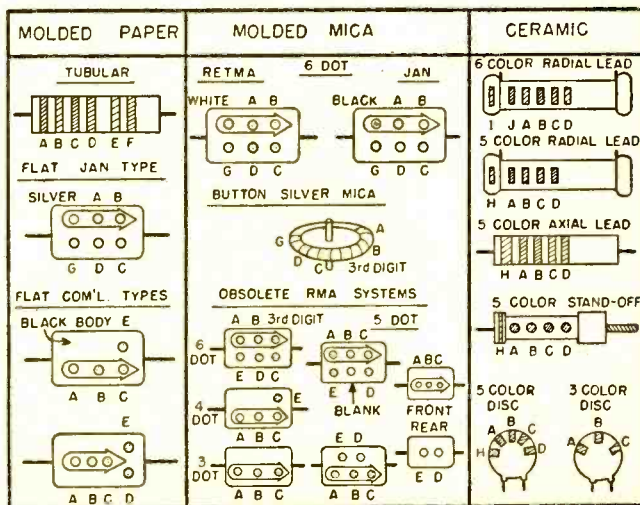 MOLDED PAPER
TUBULAR
A B C D E F
FLAT JAN TYPE
SILVER A B
G D C
FLAT COM'L. TYPES
BLACK BODY E
A B C
E
A B C D
MOLDED MICA
6 DOT
RETMA JAN
WHITE A B BLACK A B
G D C G D C
BUTTON SILVER MICA
G A
D C B
3rd DIGIT
OBSOLETE RMA SYSTEMS
A B 3rd DIGIT 5 DOT
6 DOT
E D C
A B C
E D
BLANK
ABC
FRONT
REAR
E D
4 DOT
E
A B C
3 DOT
A B C
E D
A B C
CERAMIC
6 COLOR RADIAL LEAD
I J A B C D
5 COLOR RADIAL LEAD
H A B C D
5 COLOR AXIAL LEAD
H A B C D
5 COLOR STAND-OFF
H A B C D
5 COLOR DISC
H A B C D
3 COLOR DISC
A B C